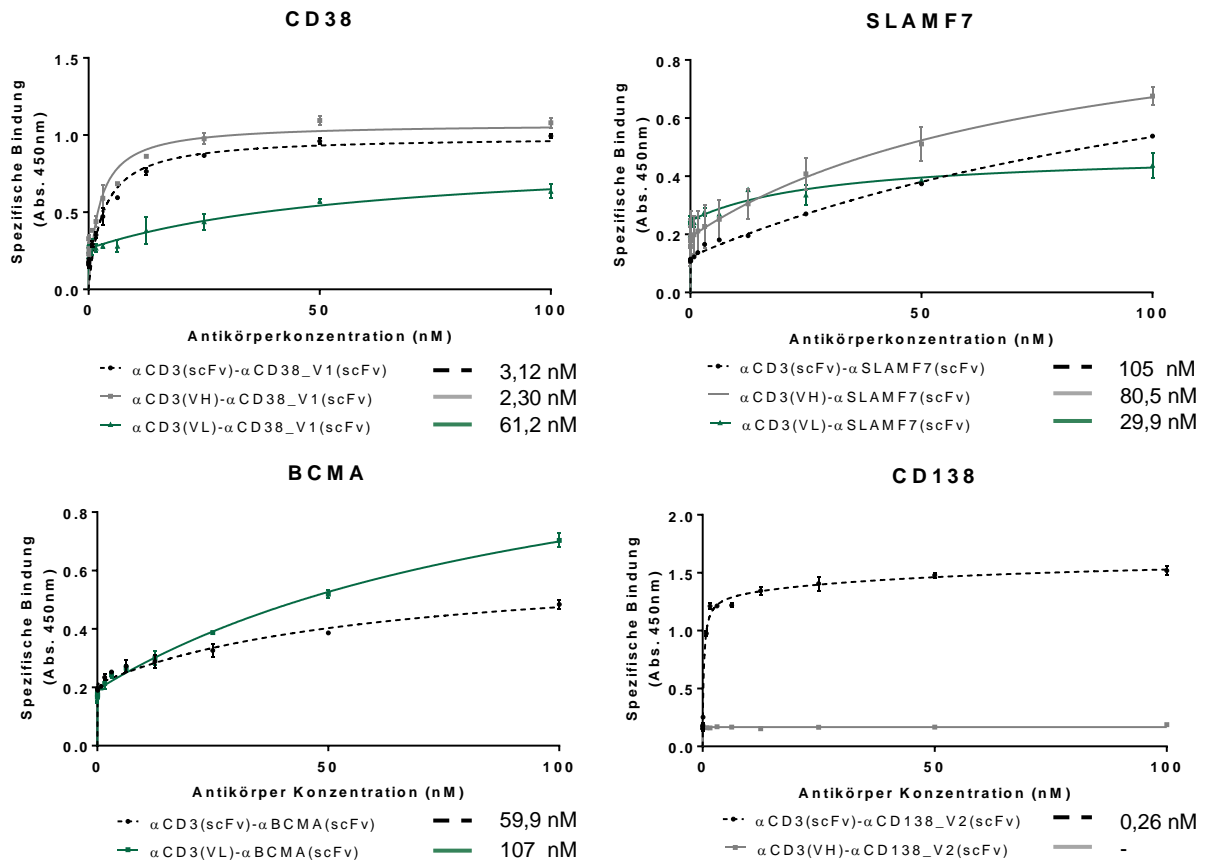 CD38
Spezifische Bindung
(Abs. 450nm)
1.5
1.0
0.5
0.0
0
50
100
Antikörperkonzentration (nM)
αCD3(scFv)-αCD38_V1(scFv) 3,12 nM
αCD3(VH)-αCD38_V1(scFv) 2,30 nM
αCD3(VL)-αCD38_V1(scFv) 61,2 nM
SLAMF7
Spezifische Bindung
(Abs. 450nm)
0.8
0.6
0.4
0.2
0.0
0
50
100
Antikörperkonzentration (nM)
αCD3(scFv)-αSLAMF7(scFv) 105 nM
αCD3(VH)-αSLAMF7(scFv) 80,5 nM
αCD3(VL)-αSLAMF7(scFv) 29,9 nM
BCMA
Spezifische Bindung
(Abs. 450nm)
0.8
0.6
0.4
0.2
0.0
0
50
100
Antikörper Konzentration (nM)
αCD3(scFv)-αBCMA(scFv) 59,9 nM
αCD3(VL)-αBCMA(scFv) 107 nM
CD138
Spezifische Bindung
(Abs. 450nm)
2.0
1.5
1.0
0.5
0.0
0
50
100
Antikörper Konzentration (nM)
αCD3(scFv)-αCD138_V2(scFv) 0,26 nM
αCD3(VH)-αCD138_V2(scFv) -